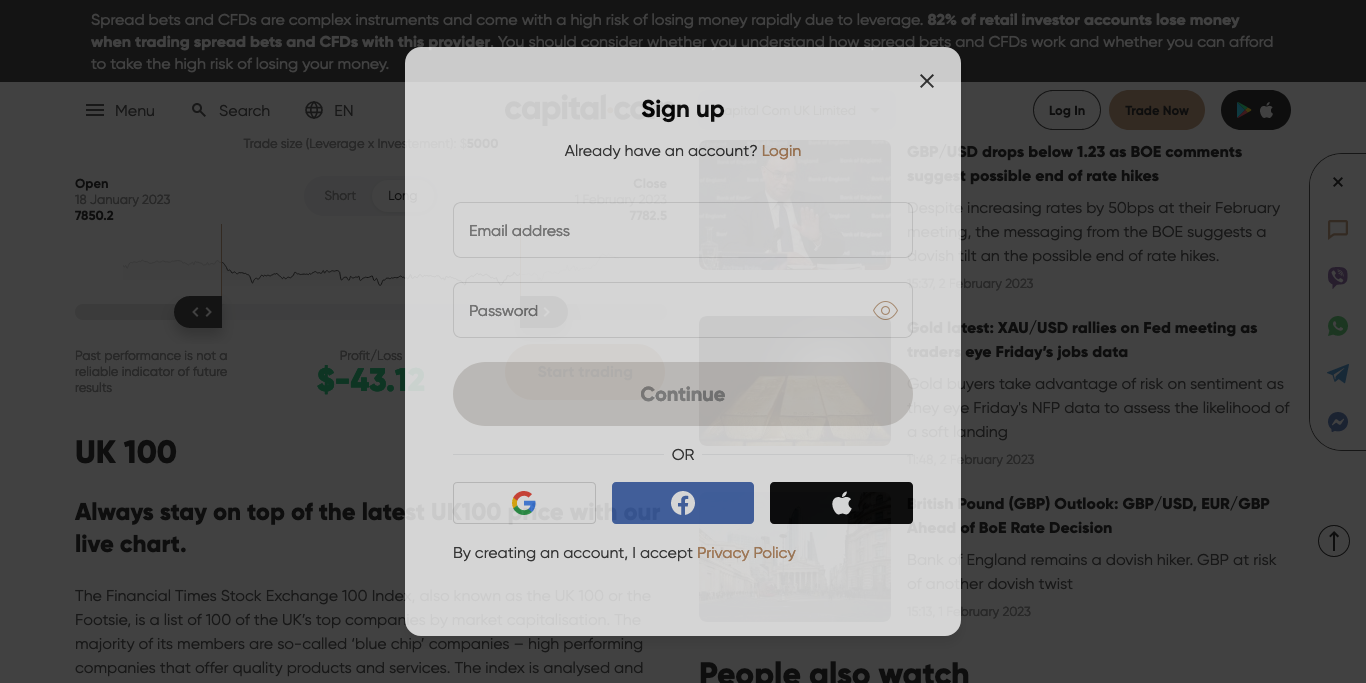 Spread bets and CFDs are complex instruments and come with a high risk of losing money rapidly due to leverage. 82% of retail investor accounts lose money
when trading spread bets and CFDs with this provider. You should consider whether you understand how spread bets and CFDs work and whether you can afford
to take the high risk of losing your money.
Menu
Search
EN
capital.co
Capital Com UK Limited
Log In
Trade Now
Sign up
Already have an account? Login
Email address
Password
Continue
OR
By creating an account, I accept Privacy Policy
Trade size (Leverage x Investement): $5000
Open
18 January 2023
7850.2
Short
Long
Close
February 2023
7782.5
Past performance is not a
reliable indicator of future
results
Profit/Loss
$-43.12
Start trading
UK 100
Always stay on top of the latest UK100 price with our
live chart.
The Financial Times Stock Exchange 100 Index, also known as the UK 100 or the
Footsie, is a list of 100 of the UK's top companies by market capitalisation. The
majority of its members are so-called 'blue chip' companies – high performing
companies that offer quality products and services. The index is analysed and
GBP/USD drops below 1.23 as BOE comments
suggest possible end of rate hikes
Despite increasing rates by 50bps at their February
meeting, the messaging from the BOE suggests a
dovish tilt an the possible end of rate hikes.
2 February 2023
Gold latest: XAU/USD rallies on Fed meeting as
traders eye Friday's jobs data
Gold buyers take advantage of risk on sentiment as
they eye Friday's NFP data to assess the likelihood of
a soft landing
2 February 2023
British Pound (GBP) Outlook: GBP/USD, EUR/GBP
Ahead of BoE Rate Decision
Bank of England remains a dovish hiker. GBP at risk
of another dovish twist
15:13, 1 February 2023
People also watch